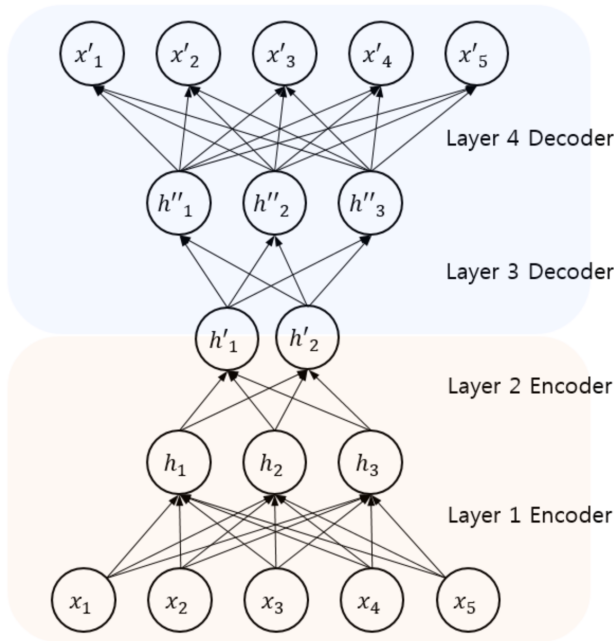 x′₁ x′₂ x′₃ x′₄ x′₅
Layer 4 Decoder
h″₁ h″₂ h″₃
Layer 3 Decoder
h′₁ h′₂
Layer 2 Encoder
h₁ h₂ h₃
Layer 1 Encoder
x₁ x₂ x₃ x₄ x₅